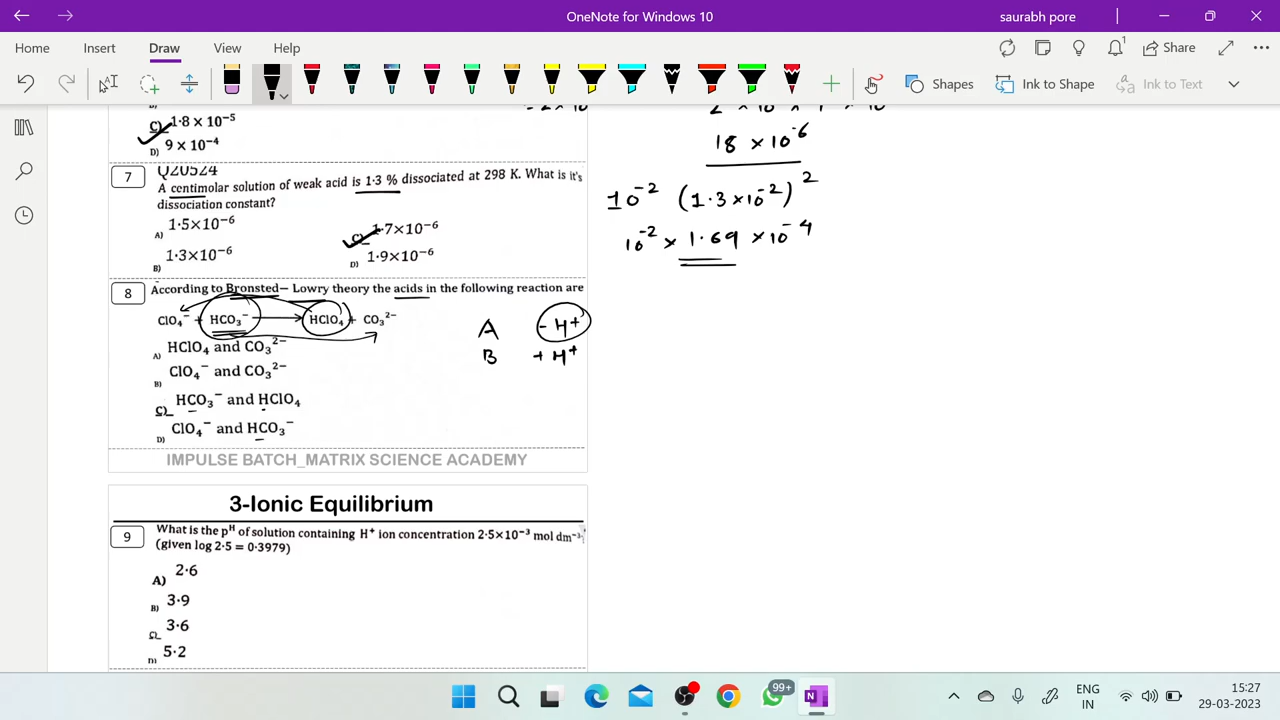 OneNote for Windows 10
saurabh pore
Home Insert Draw View Help
Share
Shapes
Ink to Shape
Ink to Text
C) 1·8 × 10⁻⁵
D) 9 × 10⁻⁴
18 × 10⁻⁶
10⁻² (1·3 × 10⁻²)²
10⁻² × 1·69 × 10⁻⁴
7
Q20524
A centimolar solution of weak acid is 1·3 % dissociated at 298 K. What is it's
dissociation constant?
A) 1·5×10⁻⁶
C) 1·7×10⁻⁶
B) 1·3×10⁻⁶
D) 1·9×10⁻⁶
8
According to Bronsted– Lowry theory the acids in the following reaction are
ClO₄⁻ + HCO₃⁻ ⟶ HClO₄ + CO₃²⁻
A) HClO₄ and CO₃²⁻
B) ClO₄⁻ and CO₃²⁻
C) HCO₃⁻ and HClO₄
D) ClO₄⁻ and HCO₃⁻
A - H⁺
B + H⁺
IMPULSE BATCH_MATRIX SCIENCE ACADEMY
3-Ionic Equilibrium
9
What is the pᴴ of solution containing H⁺ ion concentration 2·5×10⁻³ mol dm⁻³
(given log 2·5 = 0·3979)
A) 2·6
B) 3·9
C) 3·6
D) 5·2
99+
ENG
IN
15:27
29-03-2023